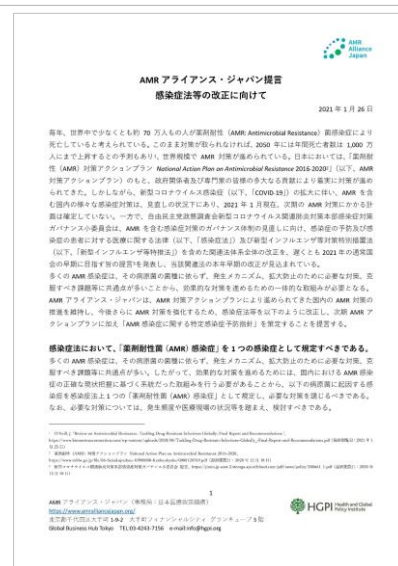 AMR
Alliance
Japan
AMR アライアンス・ジャパン提言
感染症法等の改正に向けて
2021 年 1 月 26 日
毎年、世界中で少なくとも約 70 万人もの人が薬剤耐性（AMR: Antimicrobial Resistance）菌感染症により
死亡していると考えられている。このまま対策が取られなければ、2050 年には年間死亡者数は 1,000 万
人にまで上昇するとの予測もあり、世界規模で AMR 対策が進められている。日本においては、「薬剤耐
性（AMR）対策アクションプラン National Action Plan on Antimicrobial Resistance 2016-2020」（以下、AMR
対策アクションプラン）のもと、政府関係者及び専門家の皆様の多大なる貢献により着実に対策が進め
られてきた。しかしながら、新型コロナウイルス感染症（以下、「COVID-19」）の拡大に伴い、AMR を含
む国内の様々な感染症対策は、見直しの状況下にあり、2021 年 1 月現在、次期の AMR 対策にかかる計
画は確定していない。一方で、自由民主党政務調査会新型コロナウイルス関連肺炎対策本部感染症対策
ガバナンス小委員会は、AMR を含む感染症対策のガバナンス体制の見直しに向け、感染症の予防及び感
染症の患者に対する医療に関する法律（以下、「感染症法」）及び新型インフルエンザ等対策特別措置法
（以下、「新型インフルエンザ等特措法」）を含めた関連法体系全体の改正を、遅くとも 2021 年の通常国
会の早期に目指す旨の提言を発表し、当該関連法の本年早期の改正が見込まれている。
多くの AMR 感染症は、その病原菌の菌種に依らず、発生メカニズム、拡大防止のために必要な対策、克
服すべき課題等に共通点が多いことから、効果的な対策を進めるための一体的な取組みが必要となる。
AMR アライアンス・ジャパンは、AMR 対策アクションプランにより進められてきた国内の AMR 対策の
推進を維持し、今後さらに AMR 対策を強化するため、感染症法等を以下のように改正し、次期 AMR ア
クションプランに加え「AMR 感染症に関する特定感染症予防指針」を策定することを提言する。
感染症法において、「薬剤耐性菌（AMR）感染症」を 1 つの感染症として規定すべきである。
多くの AMR 感染症は、その病原菌の菌種に依らず、発生メカニズム、拡大防止のために必要な対策、克
服すべき課題等に共通点が多い。したがって、効果的な対策を進めるためには、国内における AMR 感染
症の正確な現状把握に基づく系統だった取組みを行う必要があることから、以下の病原菌に起因する感
染症を感染症法上 1 つの「薬剤耐性菌（AMR）感染症」として規定し、必要な対策を講じるべきである。
なお、必要な対策については、発生頻度や医療現場の状況等を踏まえ、検討すべきである。
1
AMR アライアンス・ジャパン（事務局：日本医療政策機構）
https://www.amralliancejapan.org/
東京都千代田区大手町 1-9-2 大手町フィナンシャルシティ グランキューブ 3 階
Global Business Hub Tokyo TEL:03-4243-7156 e-mail:info@hgpi.org
HGPI Health and Global
Policy Institute